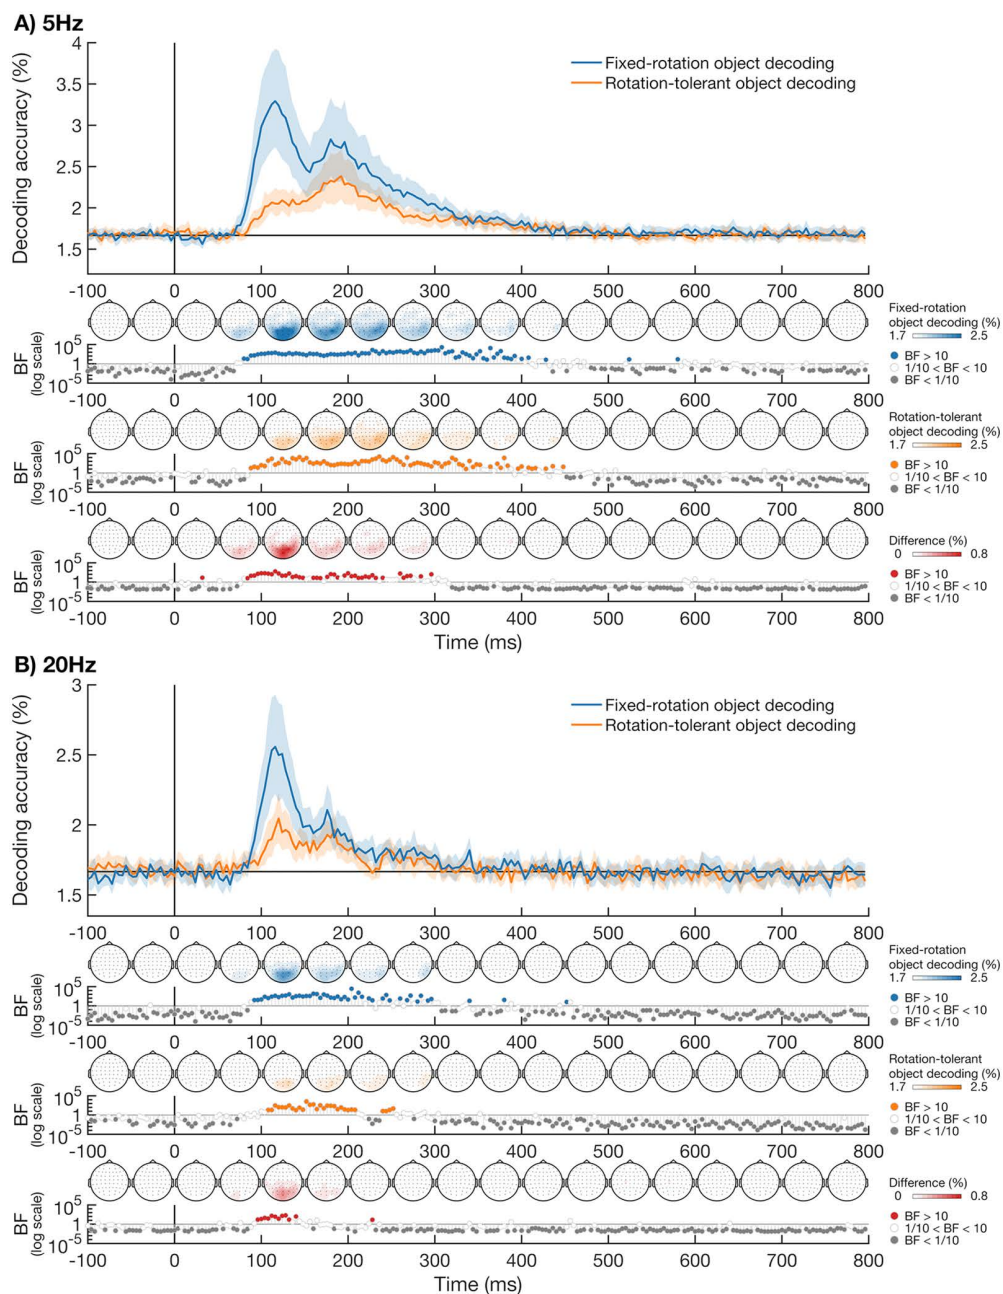 A) 5Hz
Decoding accuracy (%)
4
3.5
3
2.5
2
1.5
Fixed-rotation object decoding
Rotation-tolerant object decoding
-100 0 100 200 300 400 500 600 700 800
Fixed-rotation
object decoding (%)
1.7 2.5
BF
(log scale)
10^5
1
10^-5
BF > 10
1/10 < BF < 10
BF < 1/10
-100 0 100 200 300 400 500 600 700 800
Rotation-tolerant
object decoding (%)
1.7 2.5
BF
(log scale)
10^5
1
10^-5
BF > 10
1/10 < BF < 10
BF < 1/10
-100 0 100 200 300 400 500 600 700 800
Difference (%)
0 0.8
BF
(log scale)
10^5
1
10^-5
BF > 10
1/10 < BF < 10
BF < 1/10
-100 0 100 200 300 400 500 600 700 800
Time (ms)
B) 20Hz
Decoding accuracy (%)
3
2.5
2
1.5
Fixed-rotation object decoding
Rotation-tolerant object decoding
-100 0 100 200 300 400 500 600 700 800
Fixed-rotation
object decoding (%)
1.7 2.5
BF
(log scale)
10^5
1
10^-5
BF > 10
1/10 < BF < 10
BF < 1/10
-100 0 100 200 300 400 500 600 700 800
Rotation-tolerant
object decoding (%)
1.7 2.5
BF
(log scale)
10^5
1
10^-5
BF > 10
1/10 < BF < 10
BF < 1/10
-100 0 100 200 300 400 500 600 700 800
Difference (%)
0 0.8
BF
(log scale)
10^5
1
10^-5
BF > 10
1/10 < BF < 10
BF < 1/10
-100 0 100 200 300 400 500 600 700 800
Time (ms)